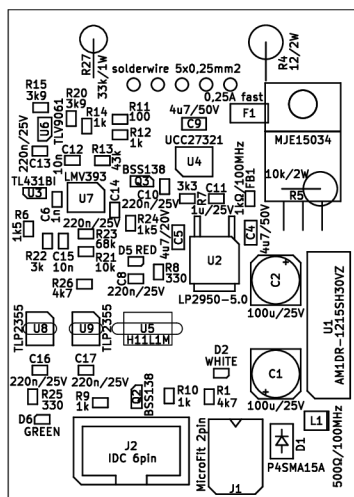 R27
33k/1W
R4
12/2W
solderwire 5x0,25mm2
R15
3k9
R20
3k9
U6
TLV9061
R14
1k
R11
100
R12
1k
4u7/50V
C9
0,25A fast
F1
UCC27321
U4
MJE15034
220n/25V
C13
C12
10n
R13
43k
LMV393
U7
BSS138
Q3
C10
220n/25V
3k3
R7
C11
1u/25V
FB1
1kΩ/100MHz
10k/2W
R5
TL431BI
U3
C6
1n
C14
220n/25V
R6
1k5
R22
3k
C15
10n
R23
68k
R21
10k
R24
1k5
4u7/20V
C5
C4
4u7/50V
D5 RED
C8
220n/25V
R8
330
U2
LP2950-5.0
R26
4k7
C2
100u/25V
U1
AM1DR-1215SH30VZ
TLP2355
U8
U9
TLP2355
U5
H11L1M
C16
220n/25V
C17
220n/25V
D2
WHITE
C1
100u/25V
R25
330
R9
1k
Q2
BSS138
R10
1k
R1
4k7
D6
GREEN
J2
IDC 6pin
MicroFit 2pin
J1
D1
P4SMA15A
L1
500Ω/100MHz